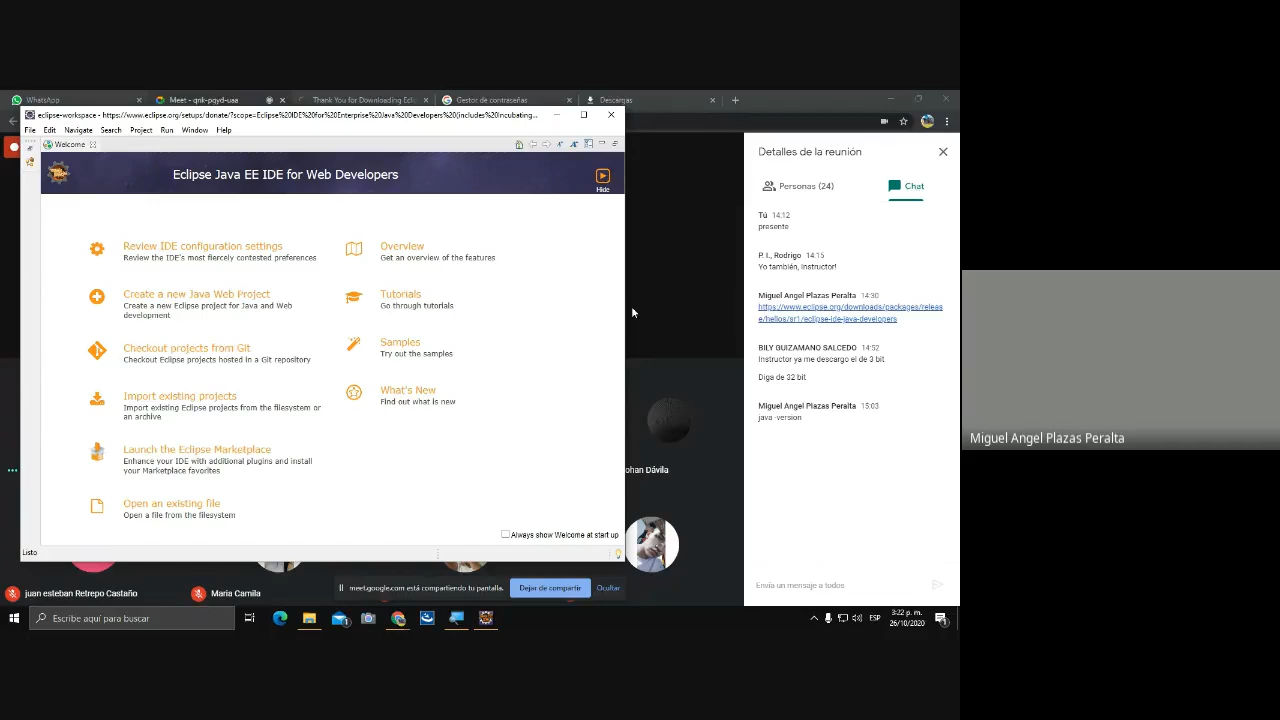 WhatsApp
Meet - qnk-pqyd-uaa
Thank You for Downloading Ecli
Gestor de contraseñas
Descargas
eclipse-workspace - https://www.eclipse.org/setups/donate/?scope=Eclipse%20IDE%20for%20Enterprise%20Java%20Developers%20(includes%20Incubating...
File Edit Navigate Search Project Run Window Help
Welcome
Eclipse Java EE IDE for Web Developers
Hide
Review IDE configuration settings
Review the IDE's most fiercely contested preferences
Create a new Java Web Project
Create a new Eclipse project for Java and Web
development
Checkout projects from Git
Checkout Eclipse projects hosted in a Git repository
Import existing projects
Import existing Eclipse projects from the filesystem or
an archive
Launch the Eclipse Marketplace
Enhance your IDE with additional plugins and install
your Marketplace favorites
Open an existing file
Open a file from the filesystem
Overview
Get an overview of the features
Tutorials
Go through tutorials
Samples
Try out the samples
What's New
Find out what is new
Always show Welcome at start up
Listo
ohan Dávila
juan esteban Retrepo Castaño
Maria Camila
meet.google.com está compartiendo tu pantalla.
Dejar de compartir
Ocultar
Detalles de la reunión
Personas (24)
Chat
Tú 14:12
presente
P. I., Rodrigo 14:15
Yo también, Instructor!
Miguel Angel Plazas Peralta 14:30
https://www.eclipse.org/downloads/packages/releas
e/helios/sr1/eclipse-ide-java-developers
BILY GUIZAMANO SALCEDO 14:52
Instructor ya me descargo el de 3 bit
Diga de 32 bit
Miguel Angel Plazas Peralta 15:03
java -version
Envía un mensaje a todos
Escribe aquí para buscar
ESP
3:22 p. m.
26/10/2020
Miguel Angel Plazas Peralta